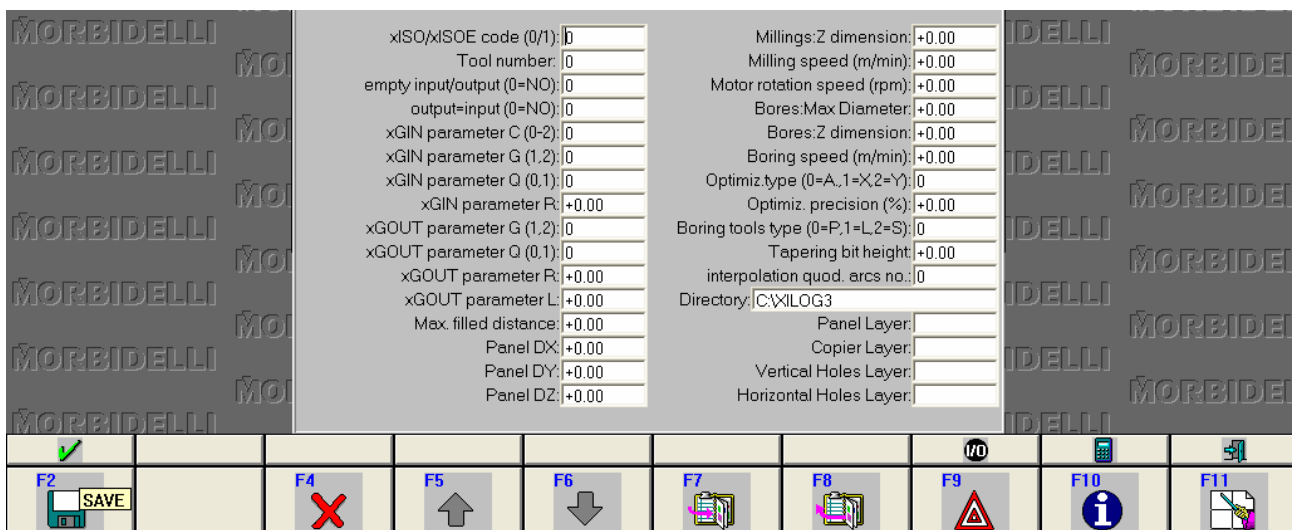 MORBIDELLI
xISO/xISOE code (0/1): 0
Tool number: 0
empty input/output (0=NO): 0
output=input (0=NO): 0
xGIN parameter C (0-2): 0
xGIN parameter G (1,2): 0
xGIN parameter Q (0,1): 0
xGIN parameter R: +0.00
xGOUT parameter G (1,2): 0
xGOUT parameter Q (0,1): 0
xGOUT parameter R: +0.00
xGOUT parameter L: +0.00
Max. filled distance: +0.00
Panel DX: +0.00
Panel DY: +0.00
Panel DZ: +0.00
Millings:Z dimension: +0.00
Milling speed (m/min): +0.00
Motor rotation speed (rpm): +0.00
Bores:Max Diameter: +0.00
Bores:Z dimension: +0.00
Boring speed (m/min): +0.00
Optimiz.type (0=A.,1=X,2=Y): 0
Optimiz. precision (%): +0.00
Boring tools type (0=P,1=L,2=S): 0
Tapering bit height: +0.00
interpolation quod. arcs no.: 0
Directory: C:\XILOG3
Panel Layer:
Copier Layer:
Vertical Holes Layer:
Horizontal Holes Layer:
I/O
F2 SAVE
F4
F5
F6
F7
F8
F9
F10
F11